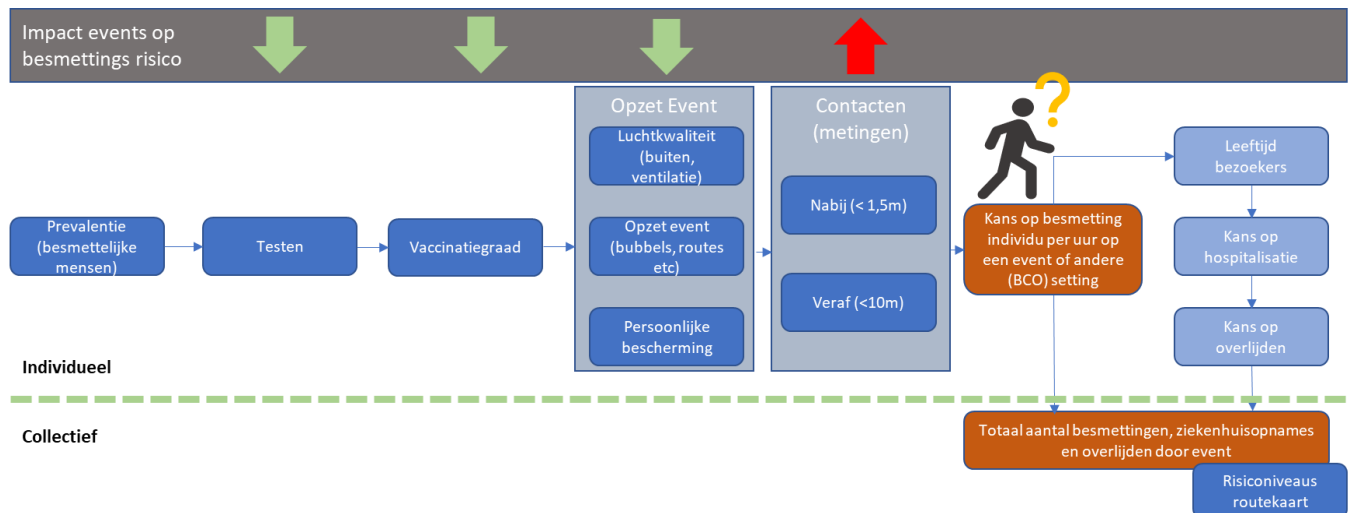 Impact events op
besmettings risico
Opzet Event
Luchtkwaliteit
(buiten,
ventilatie)
Opzet event
(bubbels, routes
etc)
Persoonlijke
bescherming
Contacten
(metingen)
Nabij (< 1,5m)
Veraf (<10m)
?
Prevalentie
(besmettelijke
mensen)
Testen
Vaccinatiegraad
Kans op besmetting
individu per uur op
een event of andere
(BCO) setting
Leeftijd
bezoekers
Kans op
hospitalisatie
Kans op
overlijden
Individueel
Collectief
Totaal aantal besmettingen, ziekenhuisopnames
en overlijden door event
Risiconiveaus
routekaart